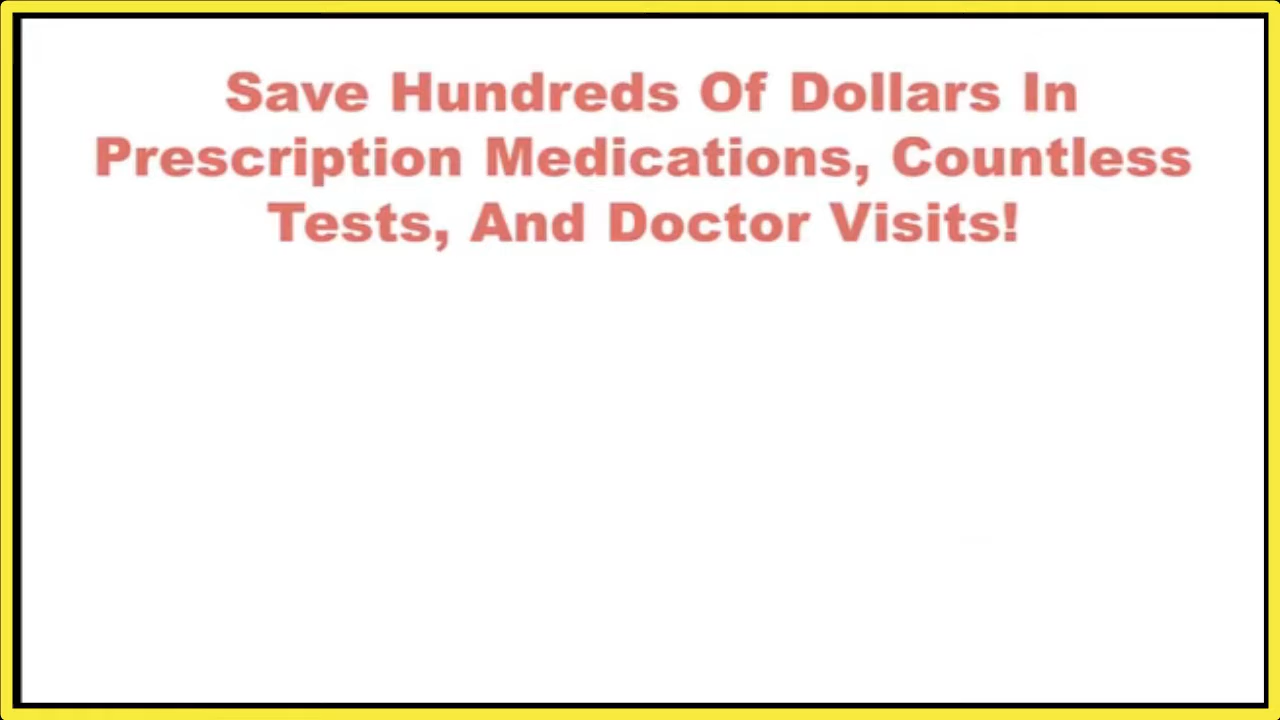 Save Hundreds Of Dollars In
Prescription Medications, Countless
Tests, And Doctor Visits!